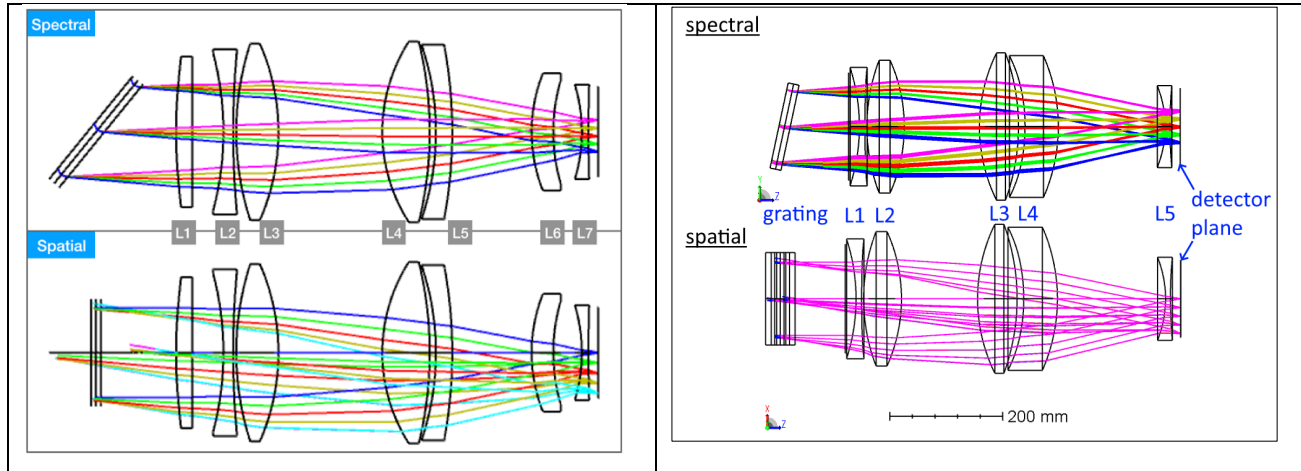 Spectral
L1 L2 L3 L4 L5 L6 L7
Spatial
spectral
Y
Z
grating L1 L2 L3 L4 L5 detector
plane
spatial
X
Z
200 mm